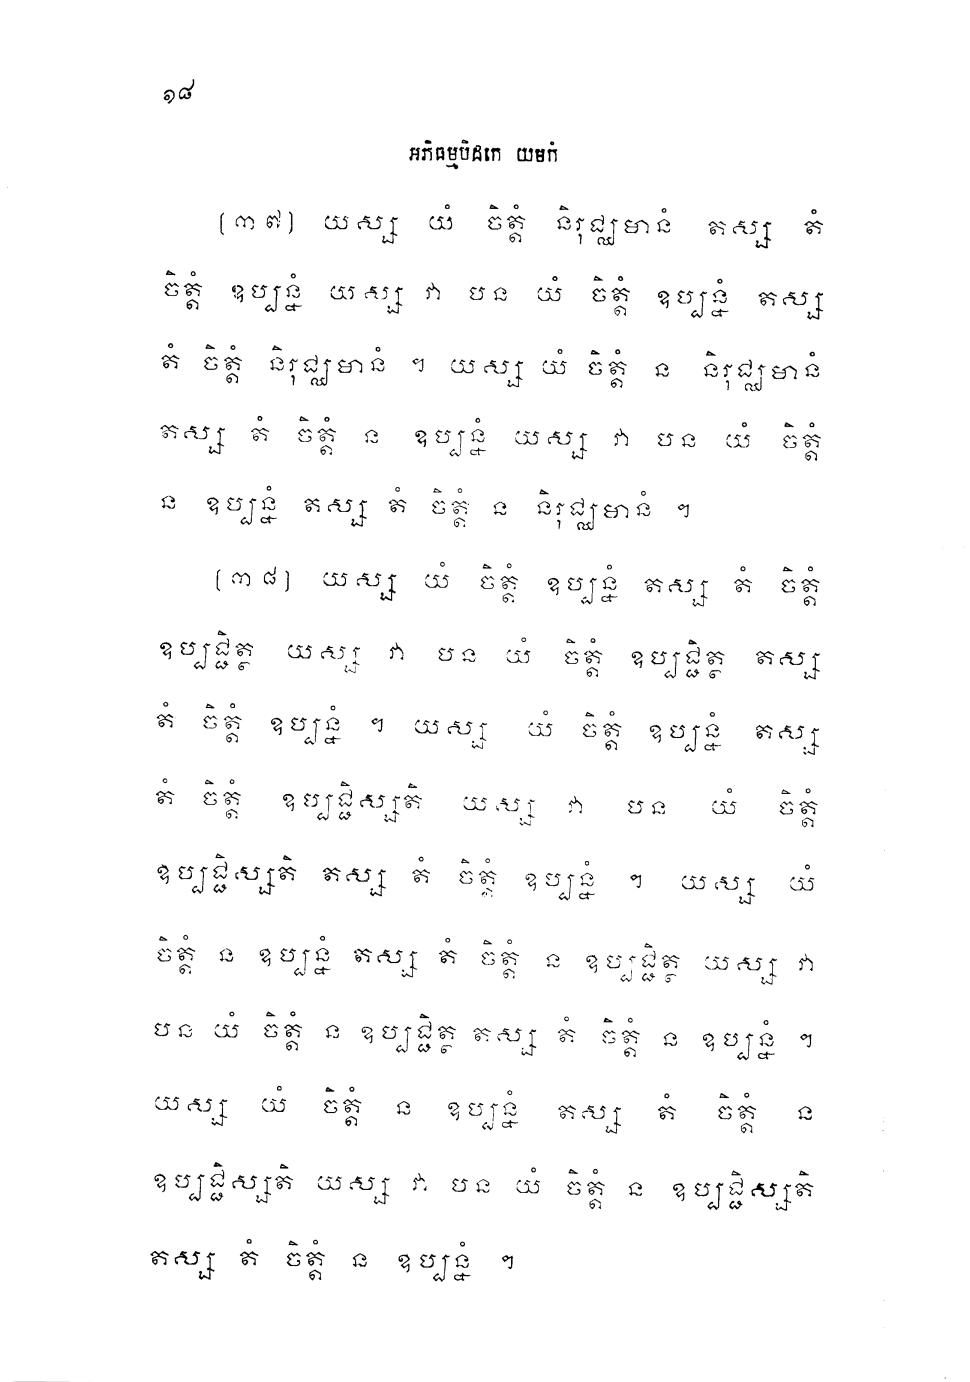 ១៨
អភិធម្មបិដកេ យមកំ
(៣៧) យស្ស យំ ចិត្តំ និរុជ្ឈមានំ តស្ស តំ
ចិត្តំ ឧប្បន្នំ យស្ស វា បន យំ ចិត្តំ ឧប្បន្នំ តស្ស
តំ ចិត្តំ និរុជ្ឈមានំ ។ យស្ស យំ ចិត្តំ ន និរុជ្ឈមានំ
តស្ស តំ ចិត្តំ ន ឧប្បន្នំ យស្ស វា បន យំ ចិត្តំ
ន ឧប្បន្នំ តស្ស តំ ចិត្តំ ន និរុជ្ឈមានំ ។
(៣៨) យស្ស យំ ចិត្តំ ឧប្បន្នំ តស្ស តំ ចិត្តំ
ឧប្បជ្ជិត្ថ យស្ស វា បន យំ ចិត្តំ ឧប្បជ្ជិត្ថ តស្ស
តំ ចិត្តំ ឧប្បន្នំ ។ យស្ស យំ ចិត្តំ ឧប្បន្នំ តស្ស
តំ ចិត្តំ ឧប្បជ្ជិស្សតិ យស្ស វា បន យំ ចិត្តំ
ឧប្បជ្ជិស្សតិ តស្ស តំ ចិត្តំ ឧប្បន្នំ ។ យស្ស យំ
ចិត្តំ ន ឧប្បន្នំ តស្ស តំ ចិត្តំ ន ឧប្បជ្ជិត្ថ យស្ស វា
បន យំ ចិត្តំ ន ឧប្បជ្ជិត្ថ តស្ស តំ ចិត្តំ ន ឧប្បន្នំ ។
យស្ស យំ ចិត្តំ ន ឧប្បន្នំ តស្ស តំ ចិត្តំ ន
ឧប្បជ្ជិស្សតិ យស្ស វា បន យំ ចិត្តំ ន ឧប្បជ្ជិស្សតិ
តស្ស តំ ចិត្តំ ន ឧប្បន្នំ ។